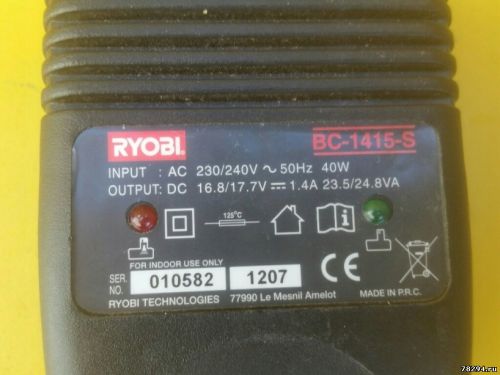 RYOBI
BC-1415-S
INPUT : AC 230/240V ~ 50Hz 40W
OUTPUT: DC 16.8/17.7V ⎓ 1.4A 23.5/24.8VA
125°C
FOR INDOOR USE ONLY
SER. NO. 010582 1207
RYOBI TECHNOLOGIES 77990 Le Mesnil Amelot
CE
MADE IN P.R.C.
78294.ru